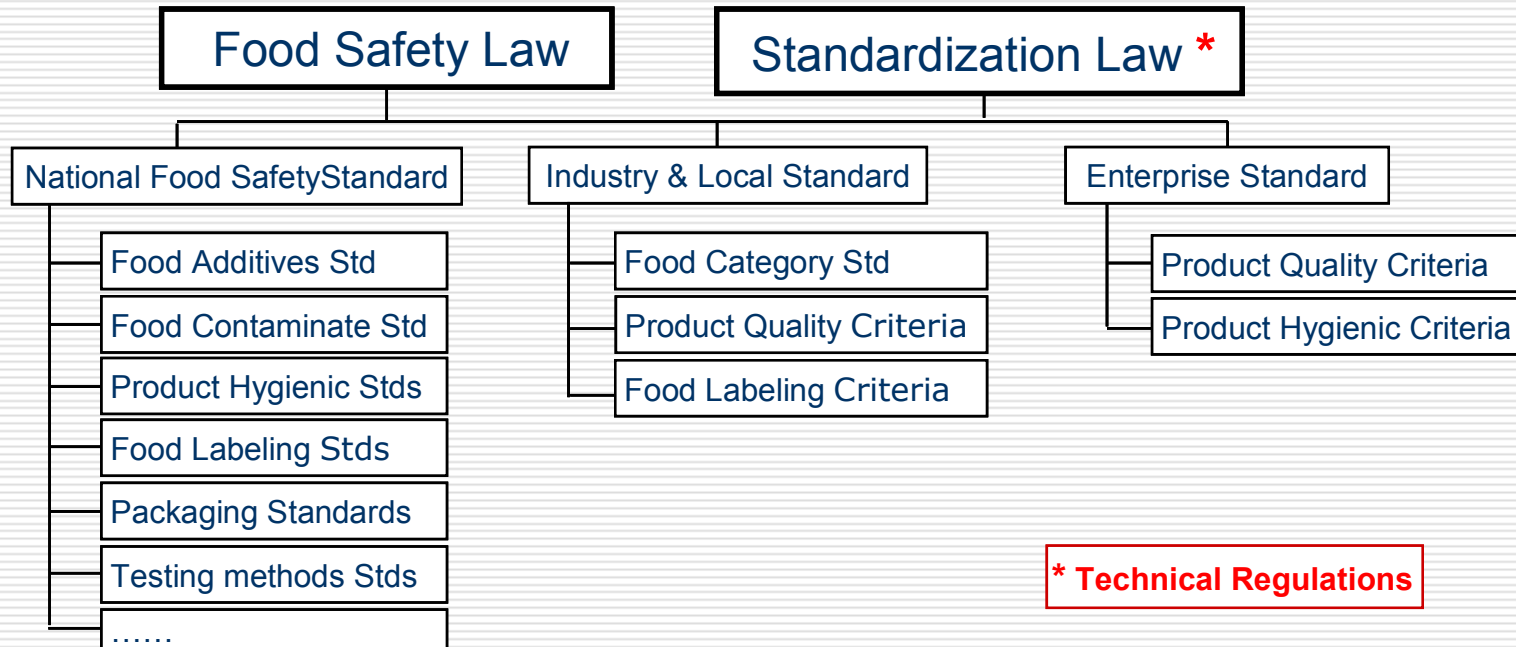 Food Safety Law
Standardization Law *
National Food SafetyStandard
Food Additives Std
Food Contaminate Std
Product Hygienic Stds
Food Labeling Stds
Packaging Standards
Testing methods Stds
……
Industry & Local Standard
Food Category Std
Product Quality Criteria
Food Labeling Criteria
Enterprise Standard
Product Quality Criteria
Product Hygienic Criteria
* Technical Regulations